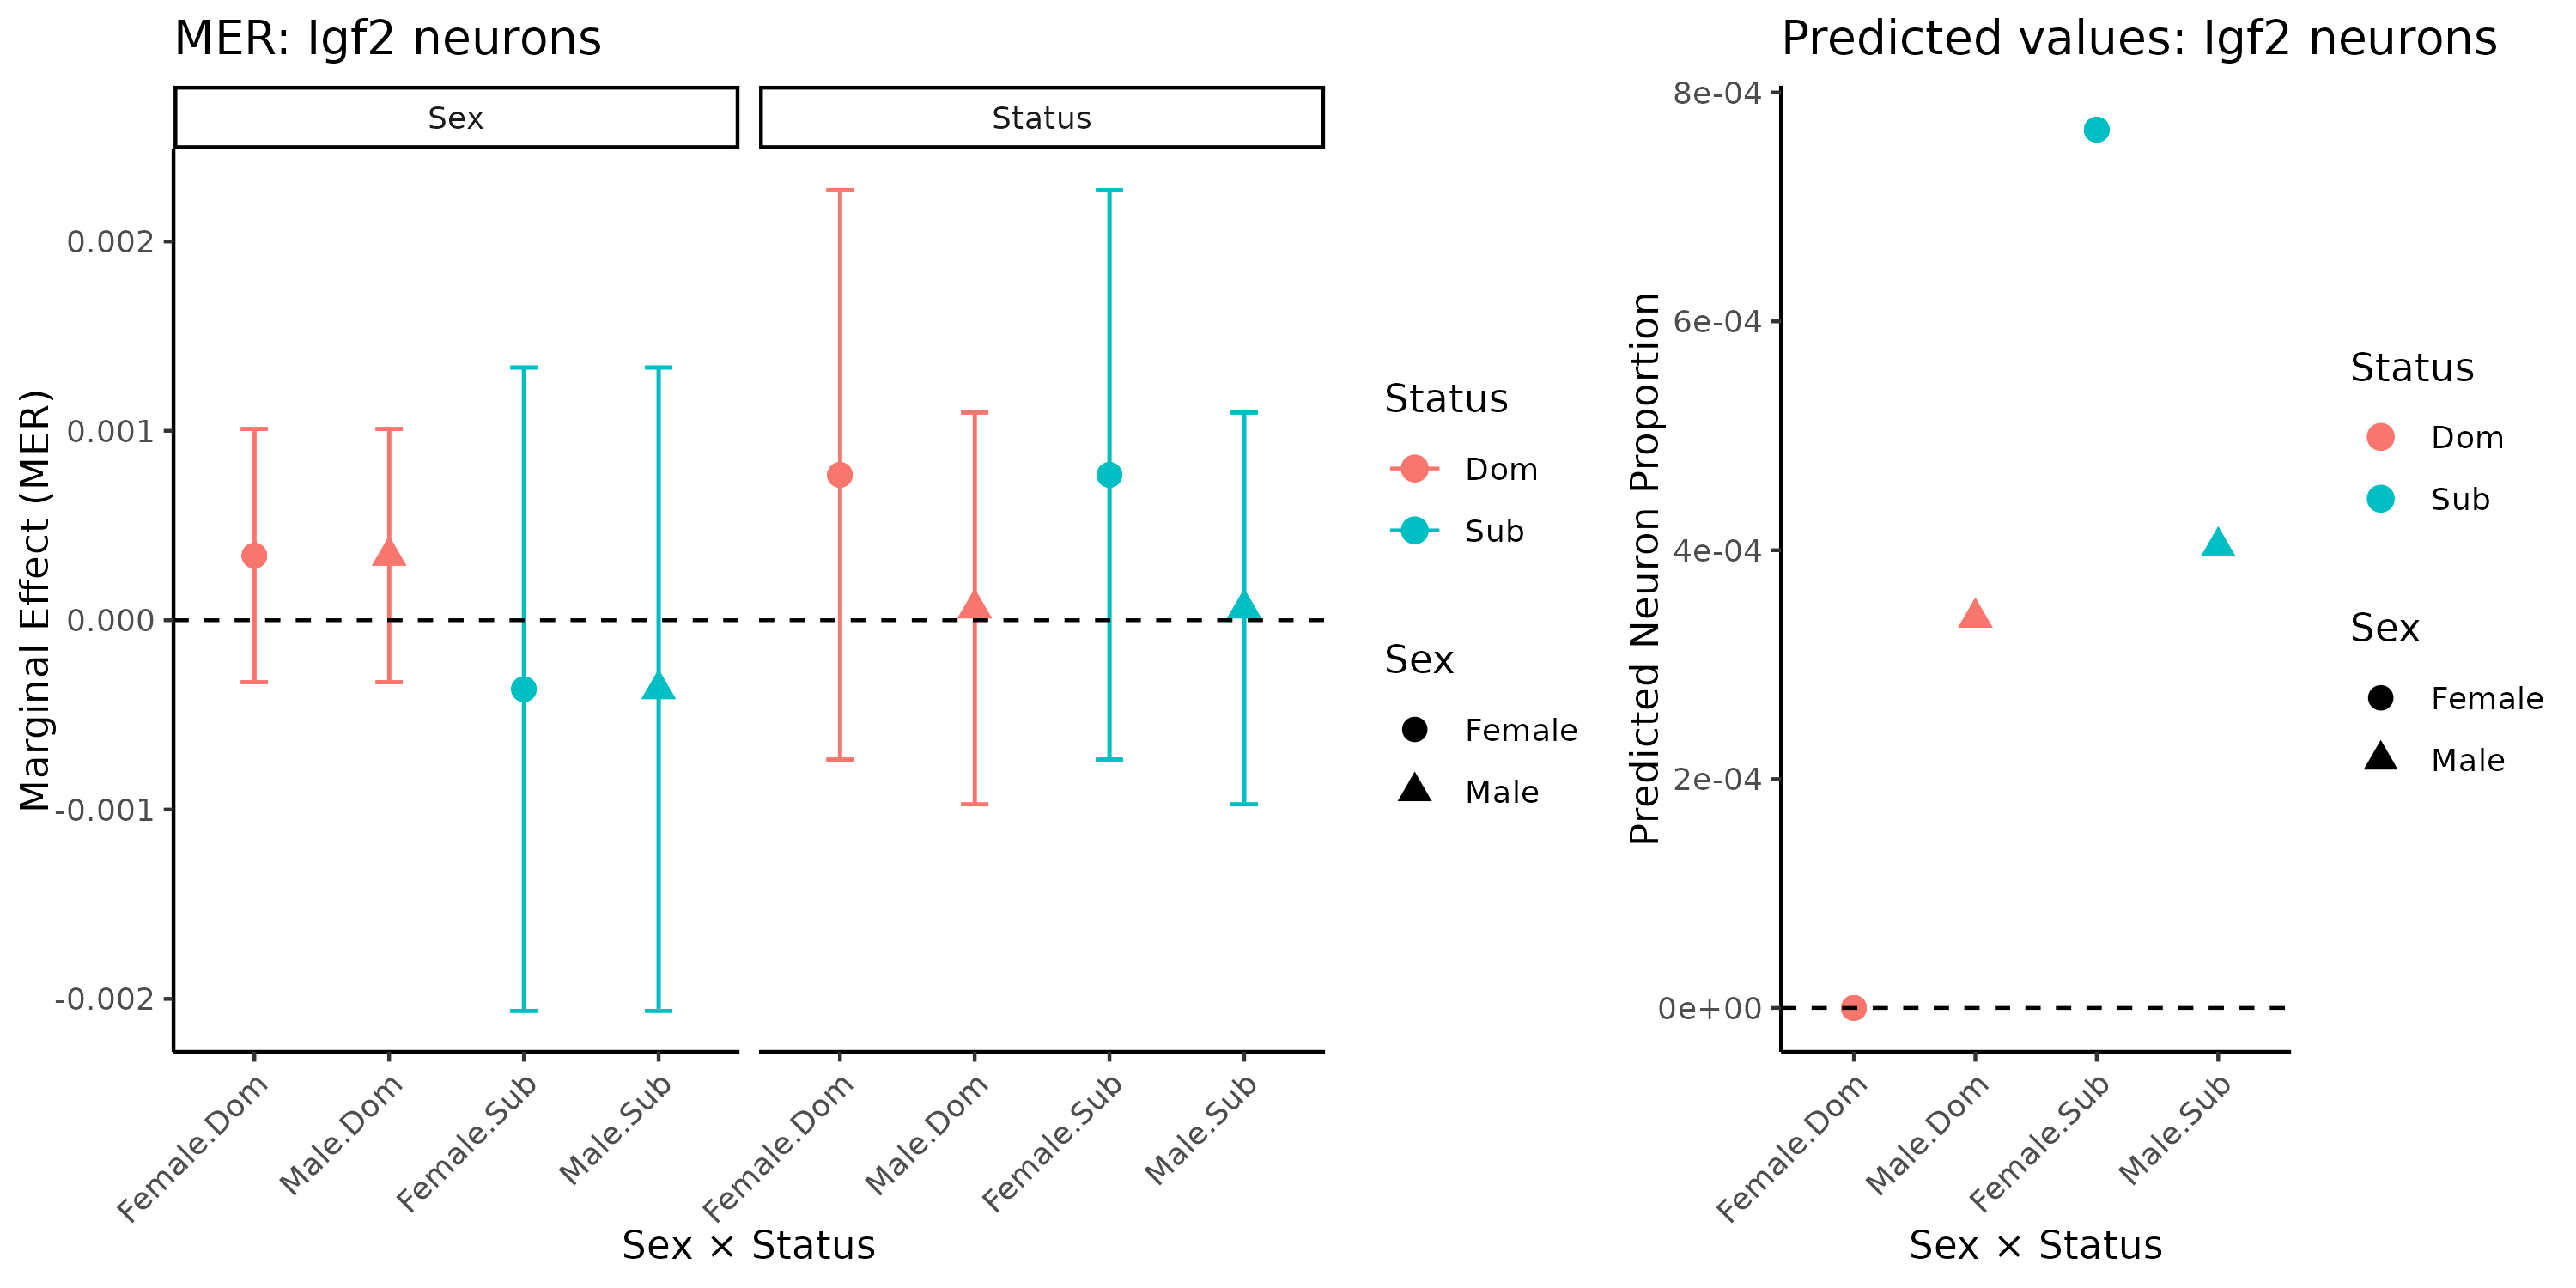 MER: Igf2 neurons
Sex
Status
Marginal Effect (MER)
0.002
0.001
0.000
-0.001
-0.002
Female.Dom
Male.Dom
Female.Sub
Male.Sub
Female.Dom
Male.Dom
Female.Sub
Male.Sub
Sex × Status
Status
Dom
Sub
Sex
Female
Male
Predicted values: Igf2 neurons
Predicted Neuron Proportion
8e-04
6e-04
4e-04
2e-04
0e+00
Female.Dom
Male.Dom
Female.Sub
Male.Sub
Sex × Status
Status
Dom
Sub
Sex
Female
Male